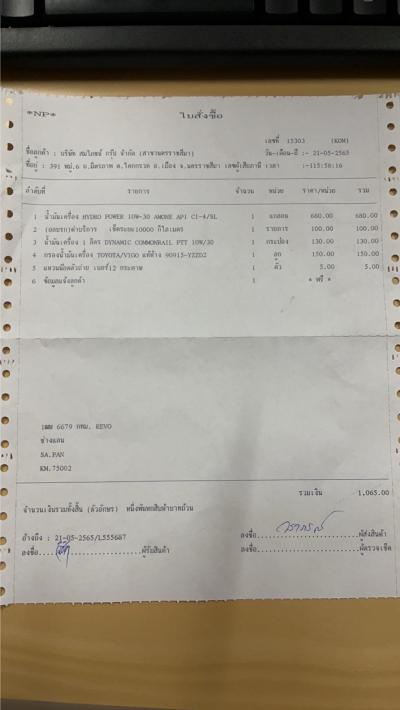 *NP*
ใบสั่งซื้อ
เลขที่ 15303 (KOM)
ชื่อลูกค้า : บริษัท สมไทยน์ กรุ๊ป จำกัด (สาขานครราชสีมา)
วัน-เดือน-ปี :- 21-05-2565
ที่อยู่ : 391 หมู่.6 ถ.มิตรภาพ ต.โคกกรวด อ.เมือง จ.นครราชสีมา เลขผู้เสียภาษี เวลา :-115:58:16
ลำดับที่ รายการ จำนวน หน่วย ราคา/หน่วย รวม
1 น้ำมันเครื่อง HYDRO POWER 10W-30 AMORE API CI-4/SL 1 แกลอน 680.00 680.00
2 ค่าบริการ เช็คระยะ10000 กิโลเมตร 1 รายการ 100.00 100.00
3 น้ำมันเครื่อง 1 ลิตร DYNAMIC COMMONRAIL PTT 10W/30 1 กระป๋อง 130.00 130.00
4 กรองน้ำมันเครื่อง TOYOTA/VIGO แท้ห้าง 90915-YZZD2 1 ลูก 150.00 150.00
5 แหวนน๊อตถ่าย เบอร์12 กระดาษ 1 ตัว 5.00 5.00
6 ข้อมูลแจ้งลูกค้า 1 * ฟรี *
6679 กทม. REVO
ช่างแอน
SA.PAN
KM.75002
รวมเงิน 1,065.00
จำนวนเงินรวมทั้งสิ้น (ตัวอักษร) หนึ่งพันหกสิบห้าบาทถ้วน
อ้างถึง : 21-05-2565/L555687
ลงชื่อ ผู้ส่งสินค้า
ลงชื่อ ผู้รับสินค้า
ลงชื่อ ผู้ตรวจเช็ค